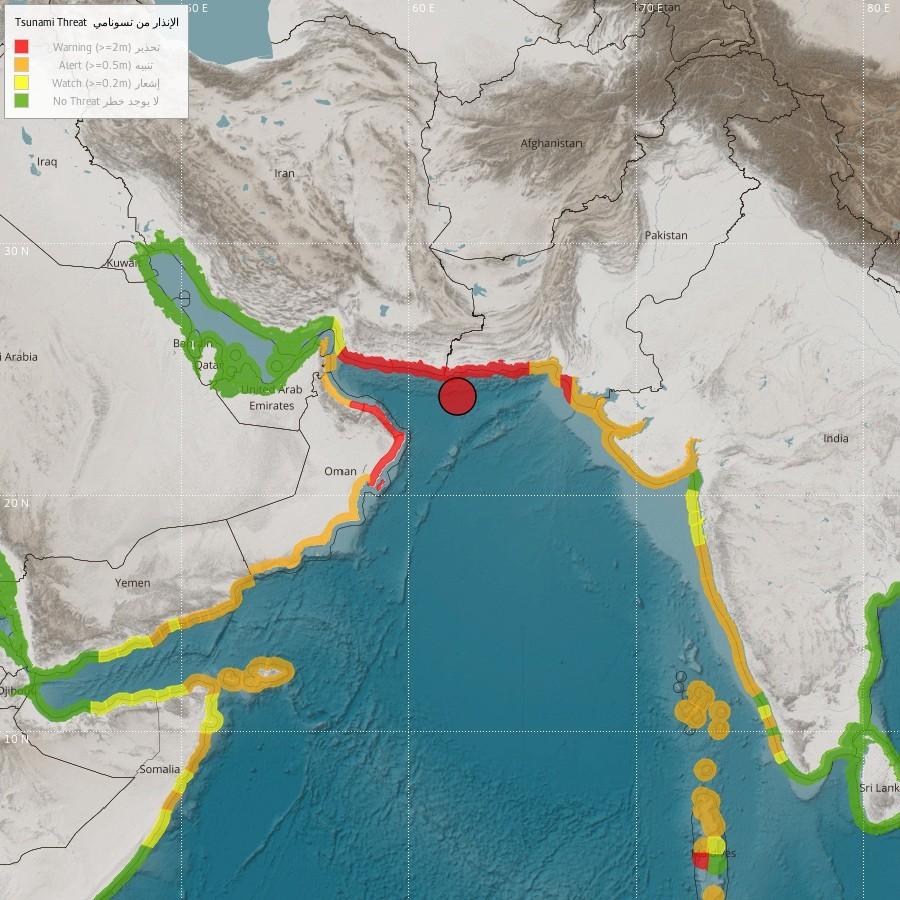 Tsunami Threat الإنذار من تسونامي
Warning (>=2m) تحذير
Alert (>=0.5m) تنبيه
Watch (>=0.2m) إشعار
No Threat لا يوجد خطر
60 E
70 E
80 E
Iraq
Iran
Afghanistan
Pakistan
30 N
Kuwait
Bahrain
Qatar
i Arabia
United Arab
Emirates
India
Oman
20 N
Yemen
Djibouti
10 N
Somalia
Sri Lank
Maldives